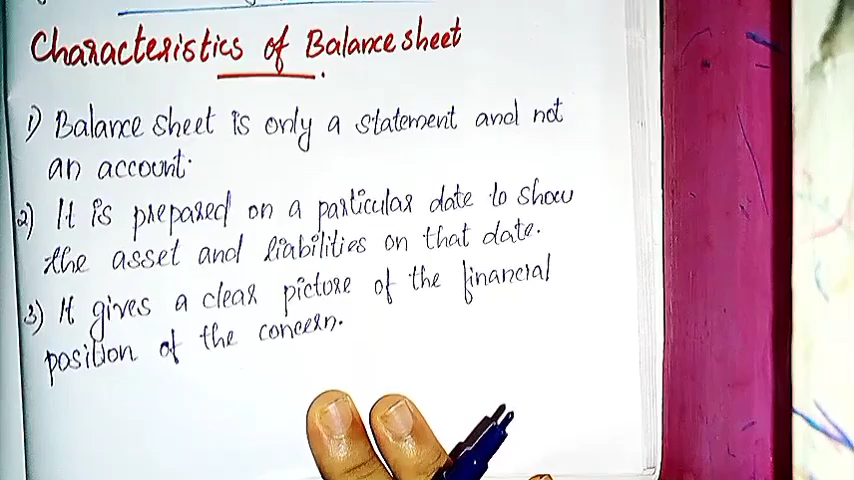 Characteristics of Balance sheet
1) Balance sheet is only a statement and not
an account.
2) It is prepared on a particular date to show
the asset and liabilities on that date.
3) It gives a clear picture of the financial
position of the concern.